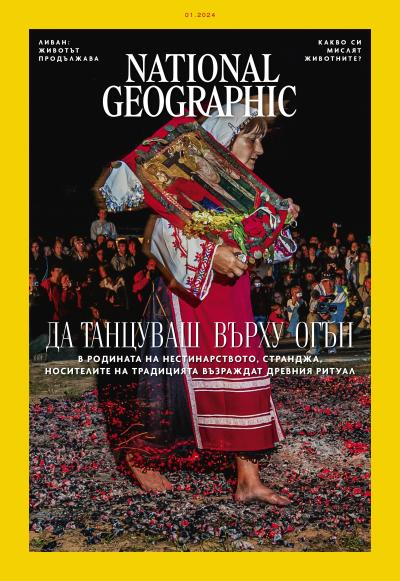 01.2024
ЛИВАН:
ЖИВОТЪТ
ПРОДЪЛЖАВА
КАКВО СИ
МИСЛЯТ
ЖИВОТНИТЕ?
NATIONAL
GEOGRAPHIC
ДА ТАНЦУВАШ ВЪРХУ ОГЪН
В РОДИНАТА НА НЕСТИНАРСТВОТО, СТРАНДЖА,
НОСИТЕЛИТЕ НА ТРАДИЦИЯТА ВЪЗРАЖДАТ ДРЕВНИЯ РИТУАЛ